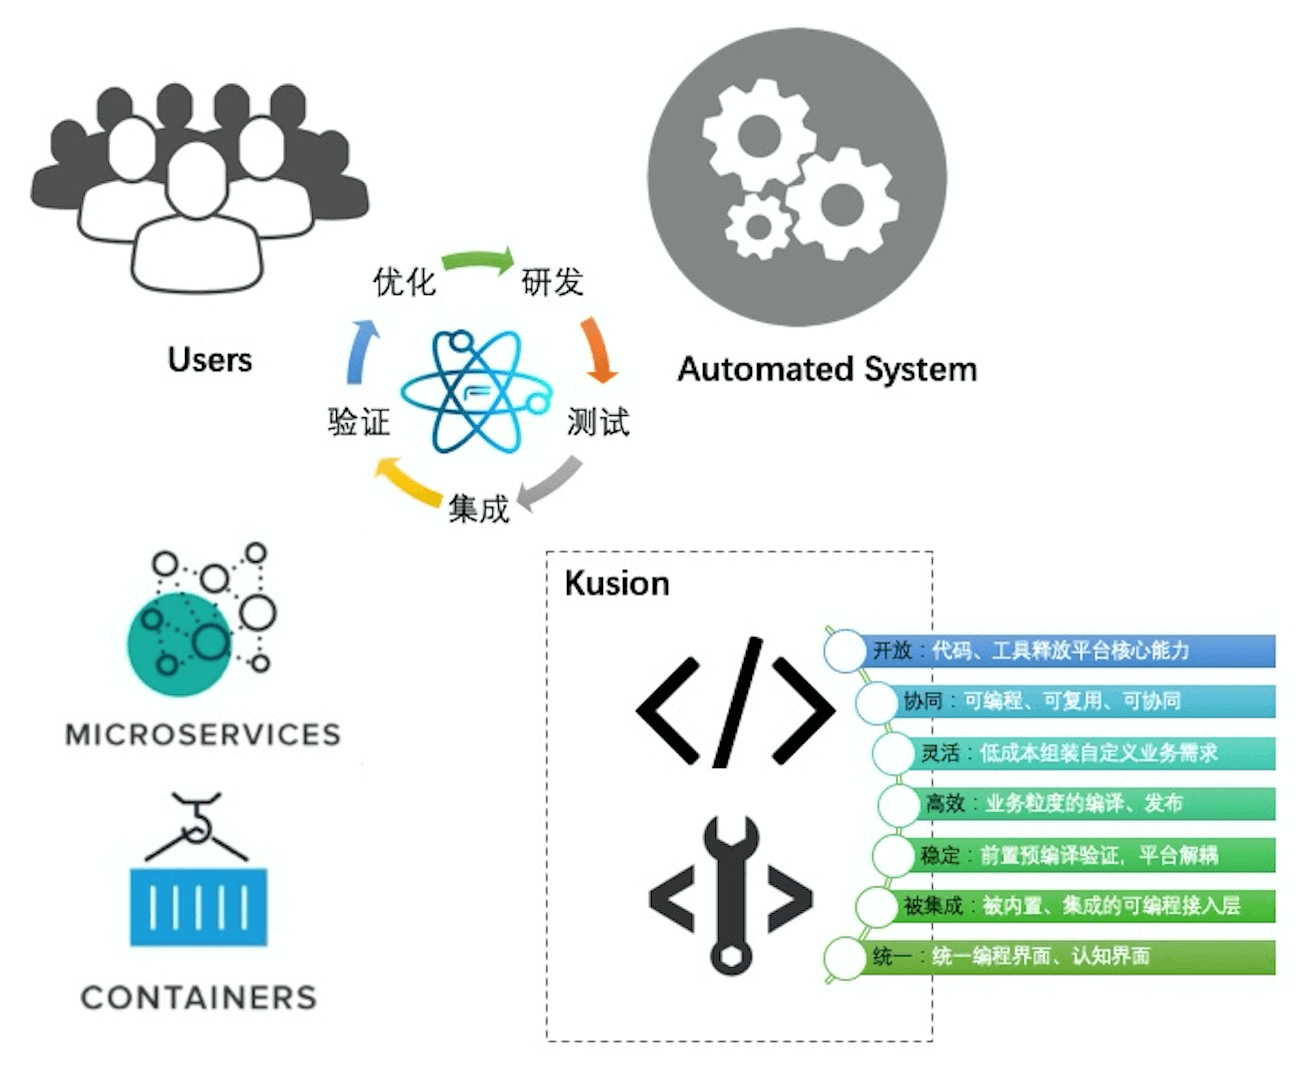 优化
研发
Users
Automated System
验证
测试
集成
Kusion
开放：代码、工具释放平台核心能力
协同：可编程、可复用、可协同
灵活：低成本组装自定义业务需求
高效：业务粒度的编译、发布
稳定：前置预编译验证，平台解耦
被集成：被内置、集成的可编程接入层
统一：统一编程界面、认知界面
MICROSERVICES
CONTAINERS